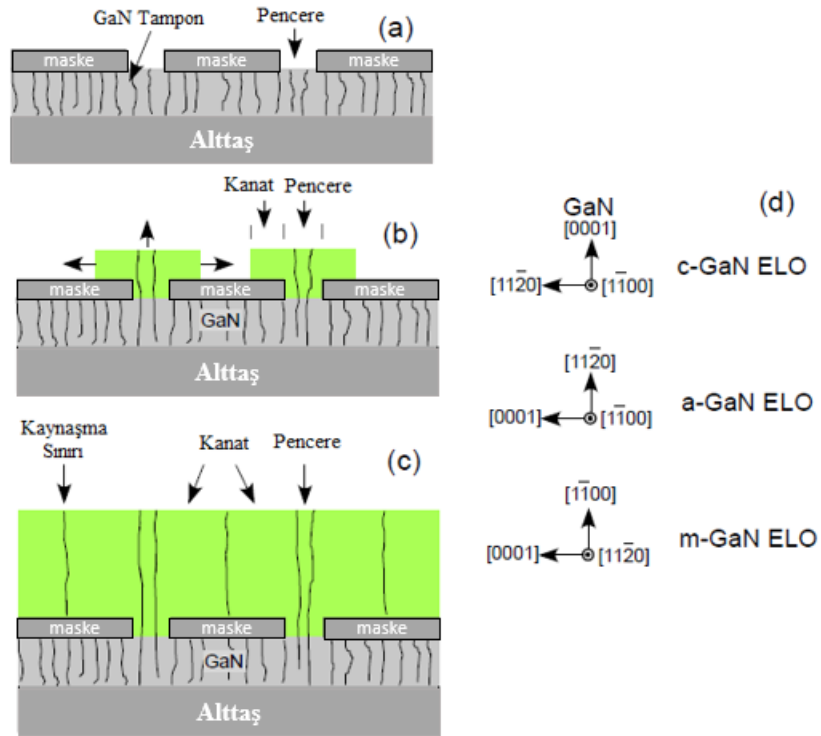 GaN Tampon
Pencere
(a)
maske
maske
maske
Alttaş
Kanat
Pencere
(b)
maske
maske
maske
GaN
Alttaş
Kaynaşma
Sınırı
Kanat
Pencere
(c)
maske
maske
maske
GaN
Alttaş
(d)
GaN
[0001]
[112̅0]
[11̅00]
c-GaN ELO
[112̅0]
[0001]
[11̅00]
a-GaN ELO
[11̅00]
[0001]
[112̅0]
m-GaN ELO